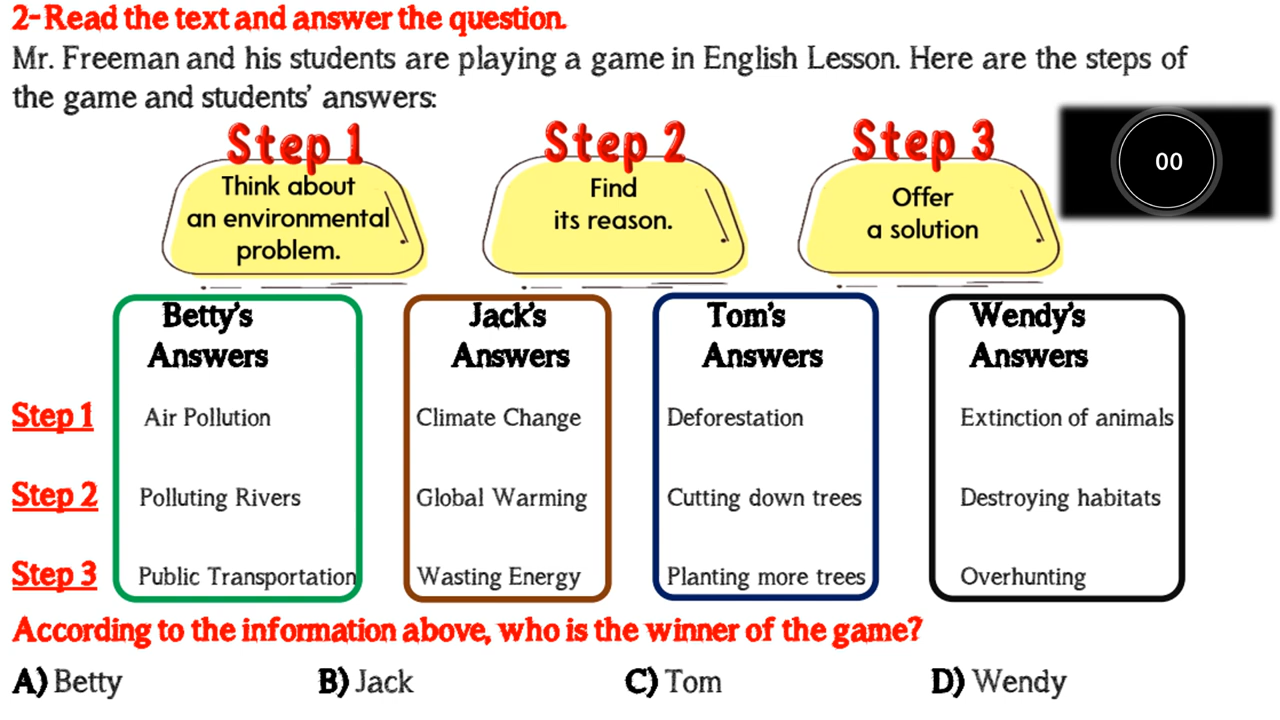 2-Read the text and answer the question.
Mr. Freeman and his students are playing a game in English Lesson. Here are the steps of
the game and students' answers:
Step 1
Think about
an environmental
problem.
Step 2
Find
its reason.
Step 3
Offer
a solution
00
Betty's
Answers
Jack's
Answers
Tom's
Answers
Wendy's
Answers
Step 1 Air Pollution Climate Change Deforestation Extinction of animals
Step 2 Polluting Rivers Global Warming Cutting down trees Destroying habitats
Step 3 Public Transportation Wasting Energy Planting more trees Overhunting
According to the information above, who is the winner of the game?
A) Betty B) Jack C) Tom D) Wendy